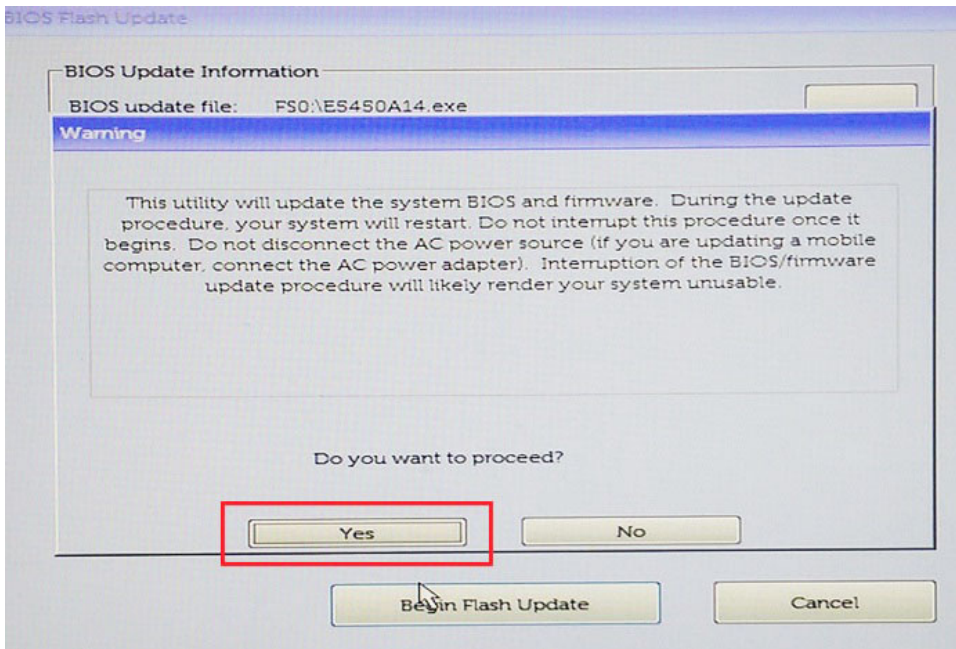 BIOS Flash Update
BIOS Update Information
BIOS update file: FS0:\E5450A14.exe
Warning
This utility will update the system BIOS and firmware. During the update
procedure, your system will restart. Do not interrupt this procedure once it
begins. Do not disconnect the AC power source (if you are updating a mobile
computer, connect the AC power adapter). Interruption of the BIOS/firmware
update procedure will likely render your system unusable.
Do you want to proceed?
Yes No
Begin Flash Update Cancel